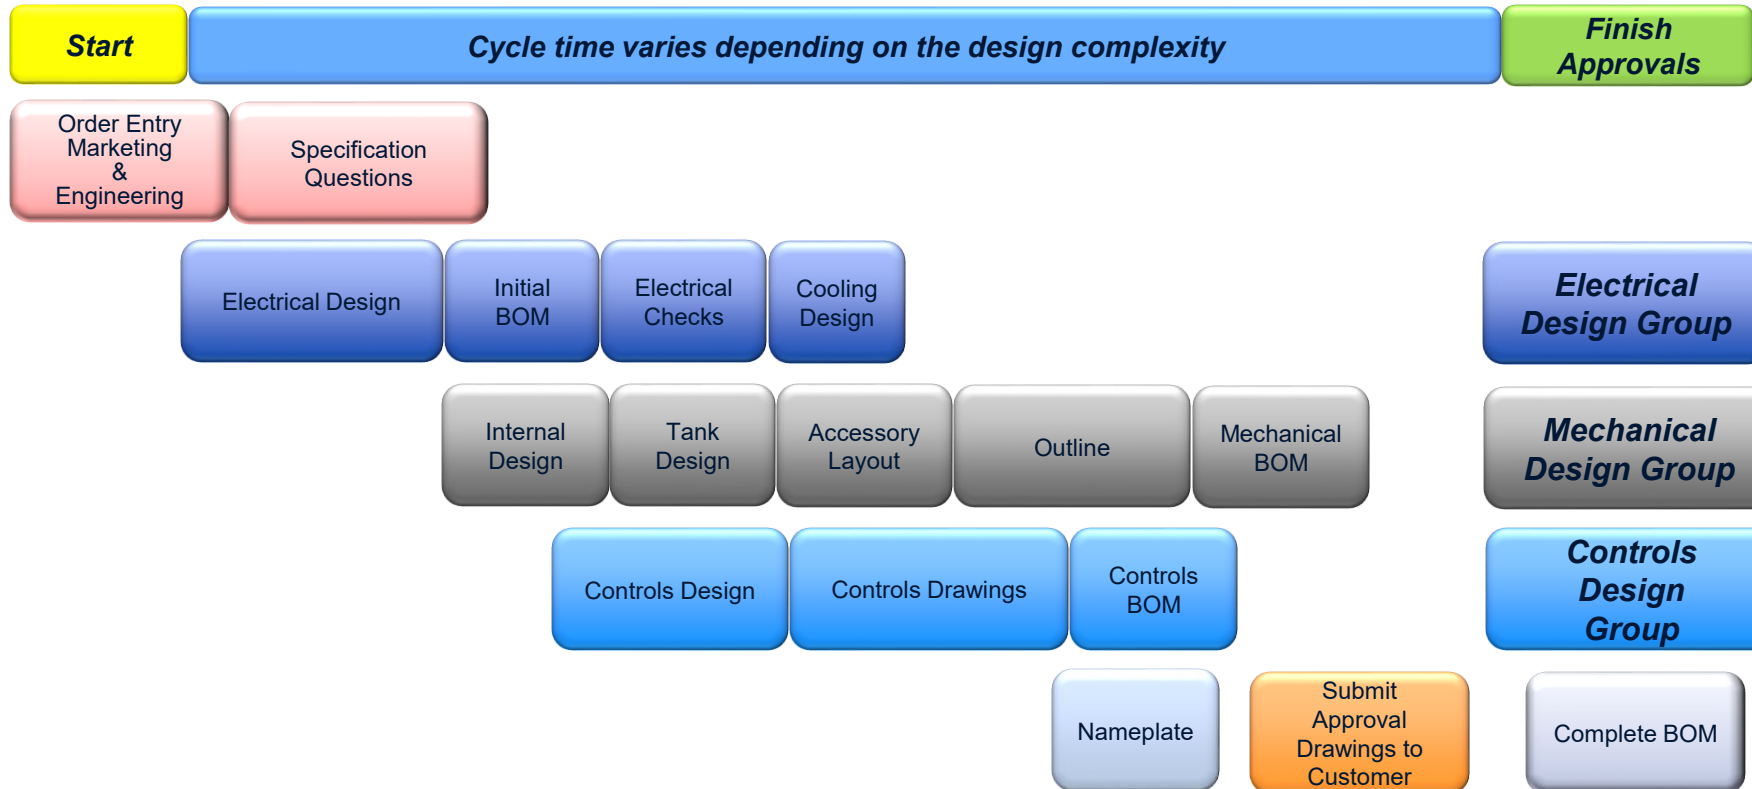 Start
Cycle time varies depending on the design complexity
Finish
Approvals
Order Entry
Marketing
&
Engineering
Specification
Questions
Electrical Design
Initial
BOM
Electrical
Checks
Cooling
Design
Electrical
Design Group
Internal
Design
Tank
Design
Accessory
Layout
Outline
Mechanical
BOM
Mechanical
Design Group
Controls Design
Controls Drawings
Controls
BOM
Controls
Design
Group
Nameplate
Submit
Approval
Drawings to
Customer
Complete BOM